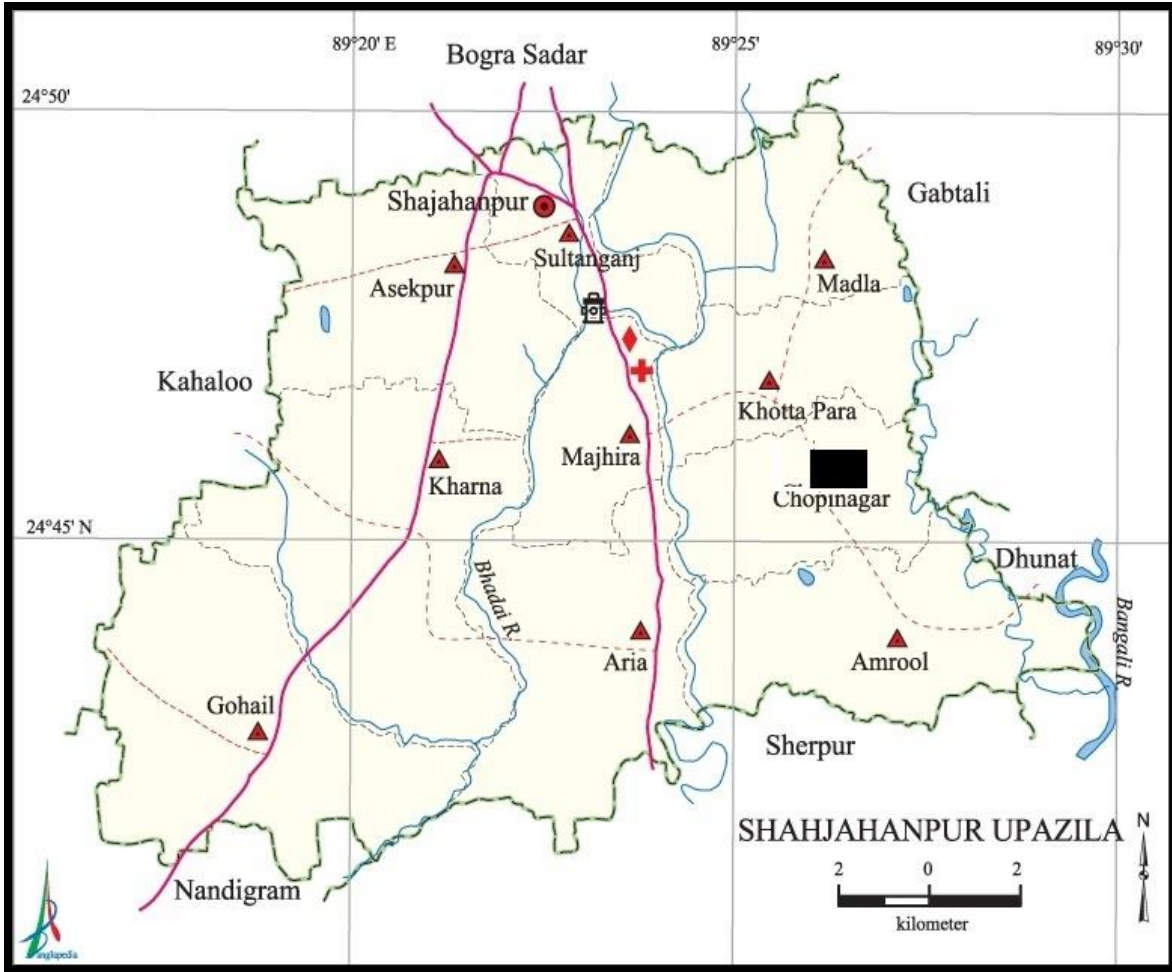 89°20' E
89°25'
89°30'
Bogra Sadar
24°50'
Gabtali
Shajahanpur
Sultanganj
Asekpur
Madla
Kahaloo
Khotta Para
Majhira
Kharna
Chopinagar
24°45' N
Dhunat
Bhadai R
Bangali R
Aria
Amrool
Gohail
Sherpur
SHAHJAHANPUR UPAZILA
N
2 0 2
kilometer
Nandigram
anglapedia